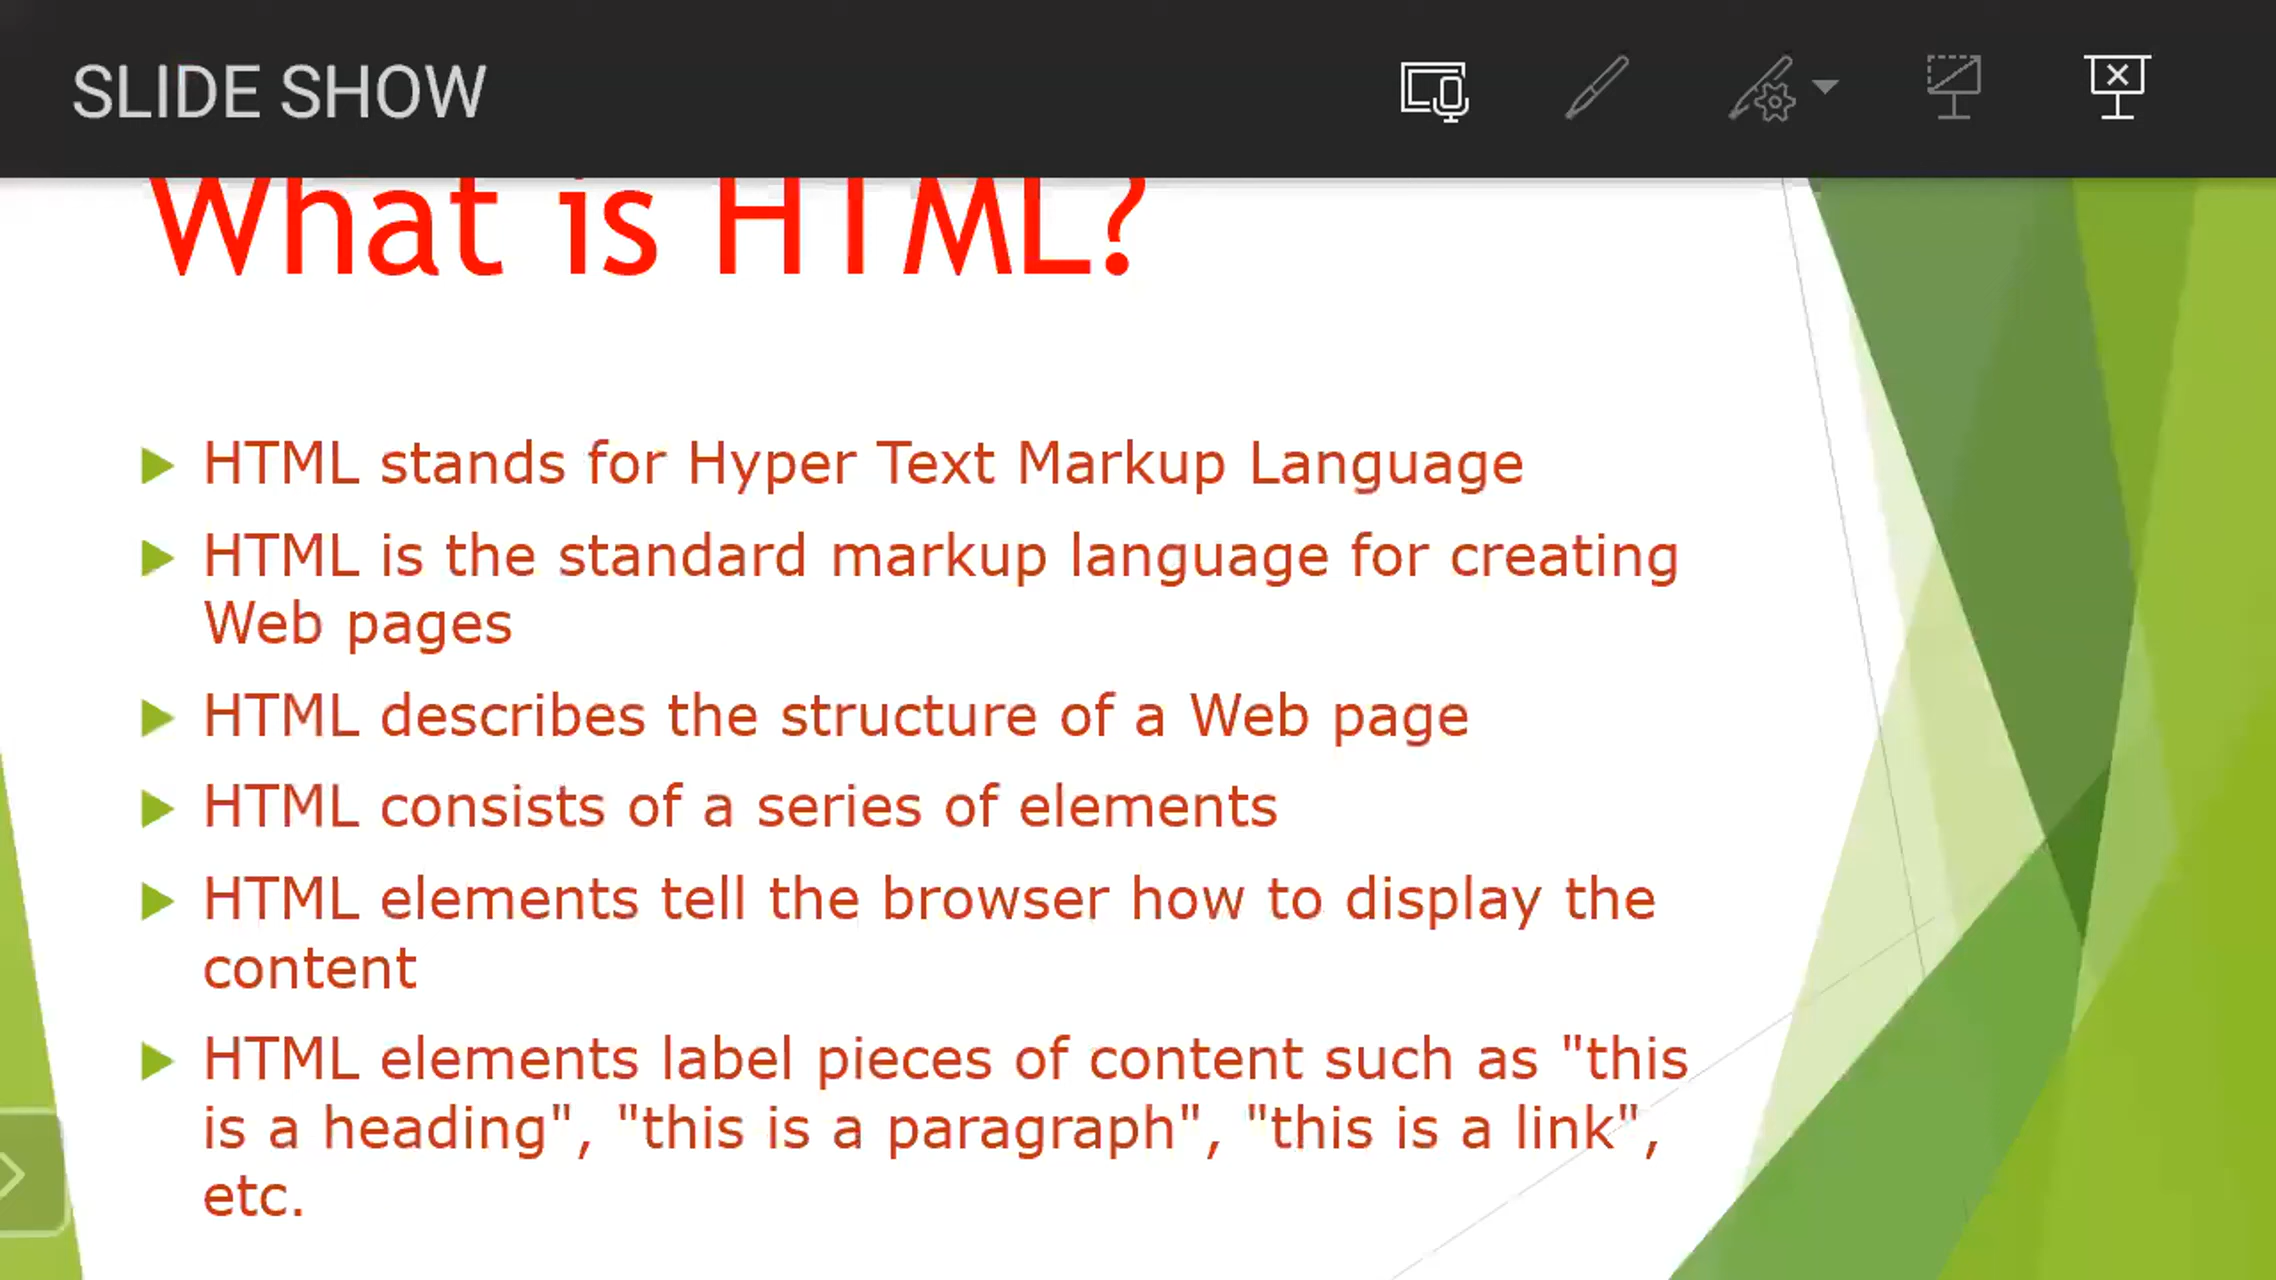 SLIDE SHOW
What is HTML?
HTML stands for Hyper Text Markup Language
HTML is the standard markup language for creating
Web pages
HTML describes the structure of a Web page
HTML consists of a series of elements
HTML elements tell the browser how to display the
content
HTML elements label pieces of content such as "this
is a heading", "this is a paragraph", "this is a link",
etc.